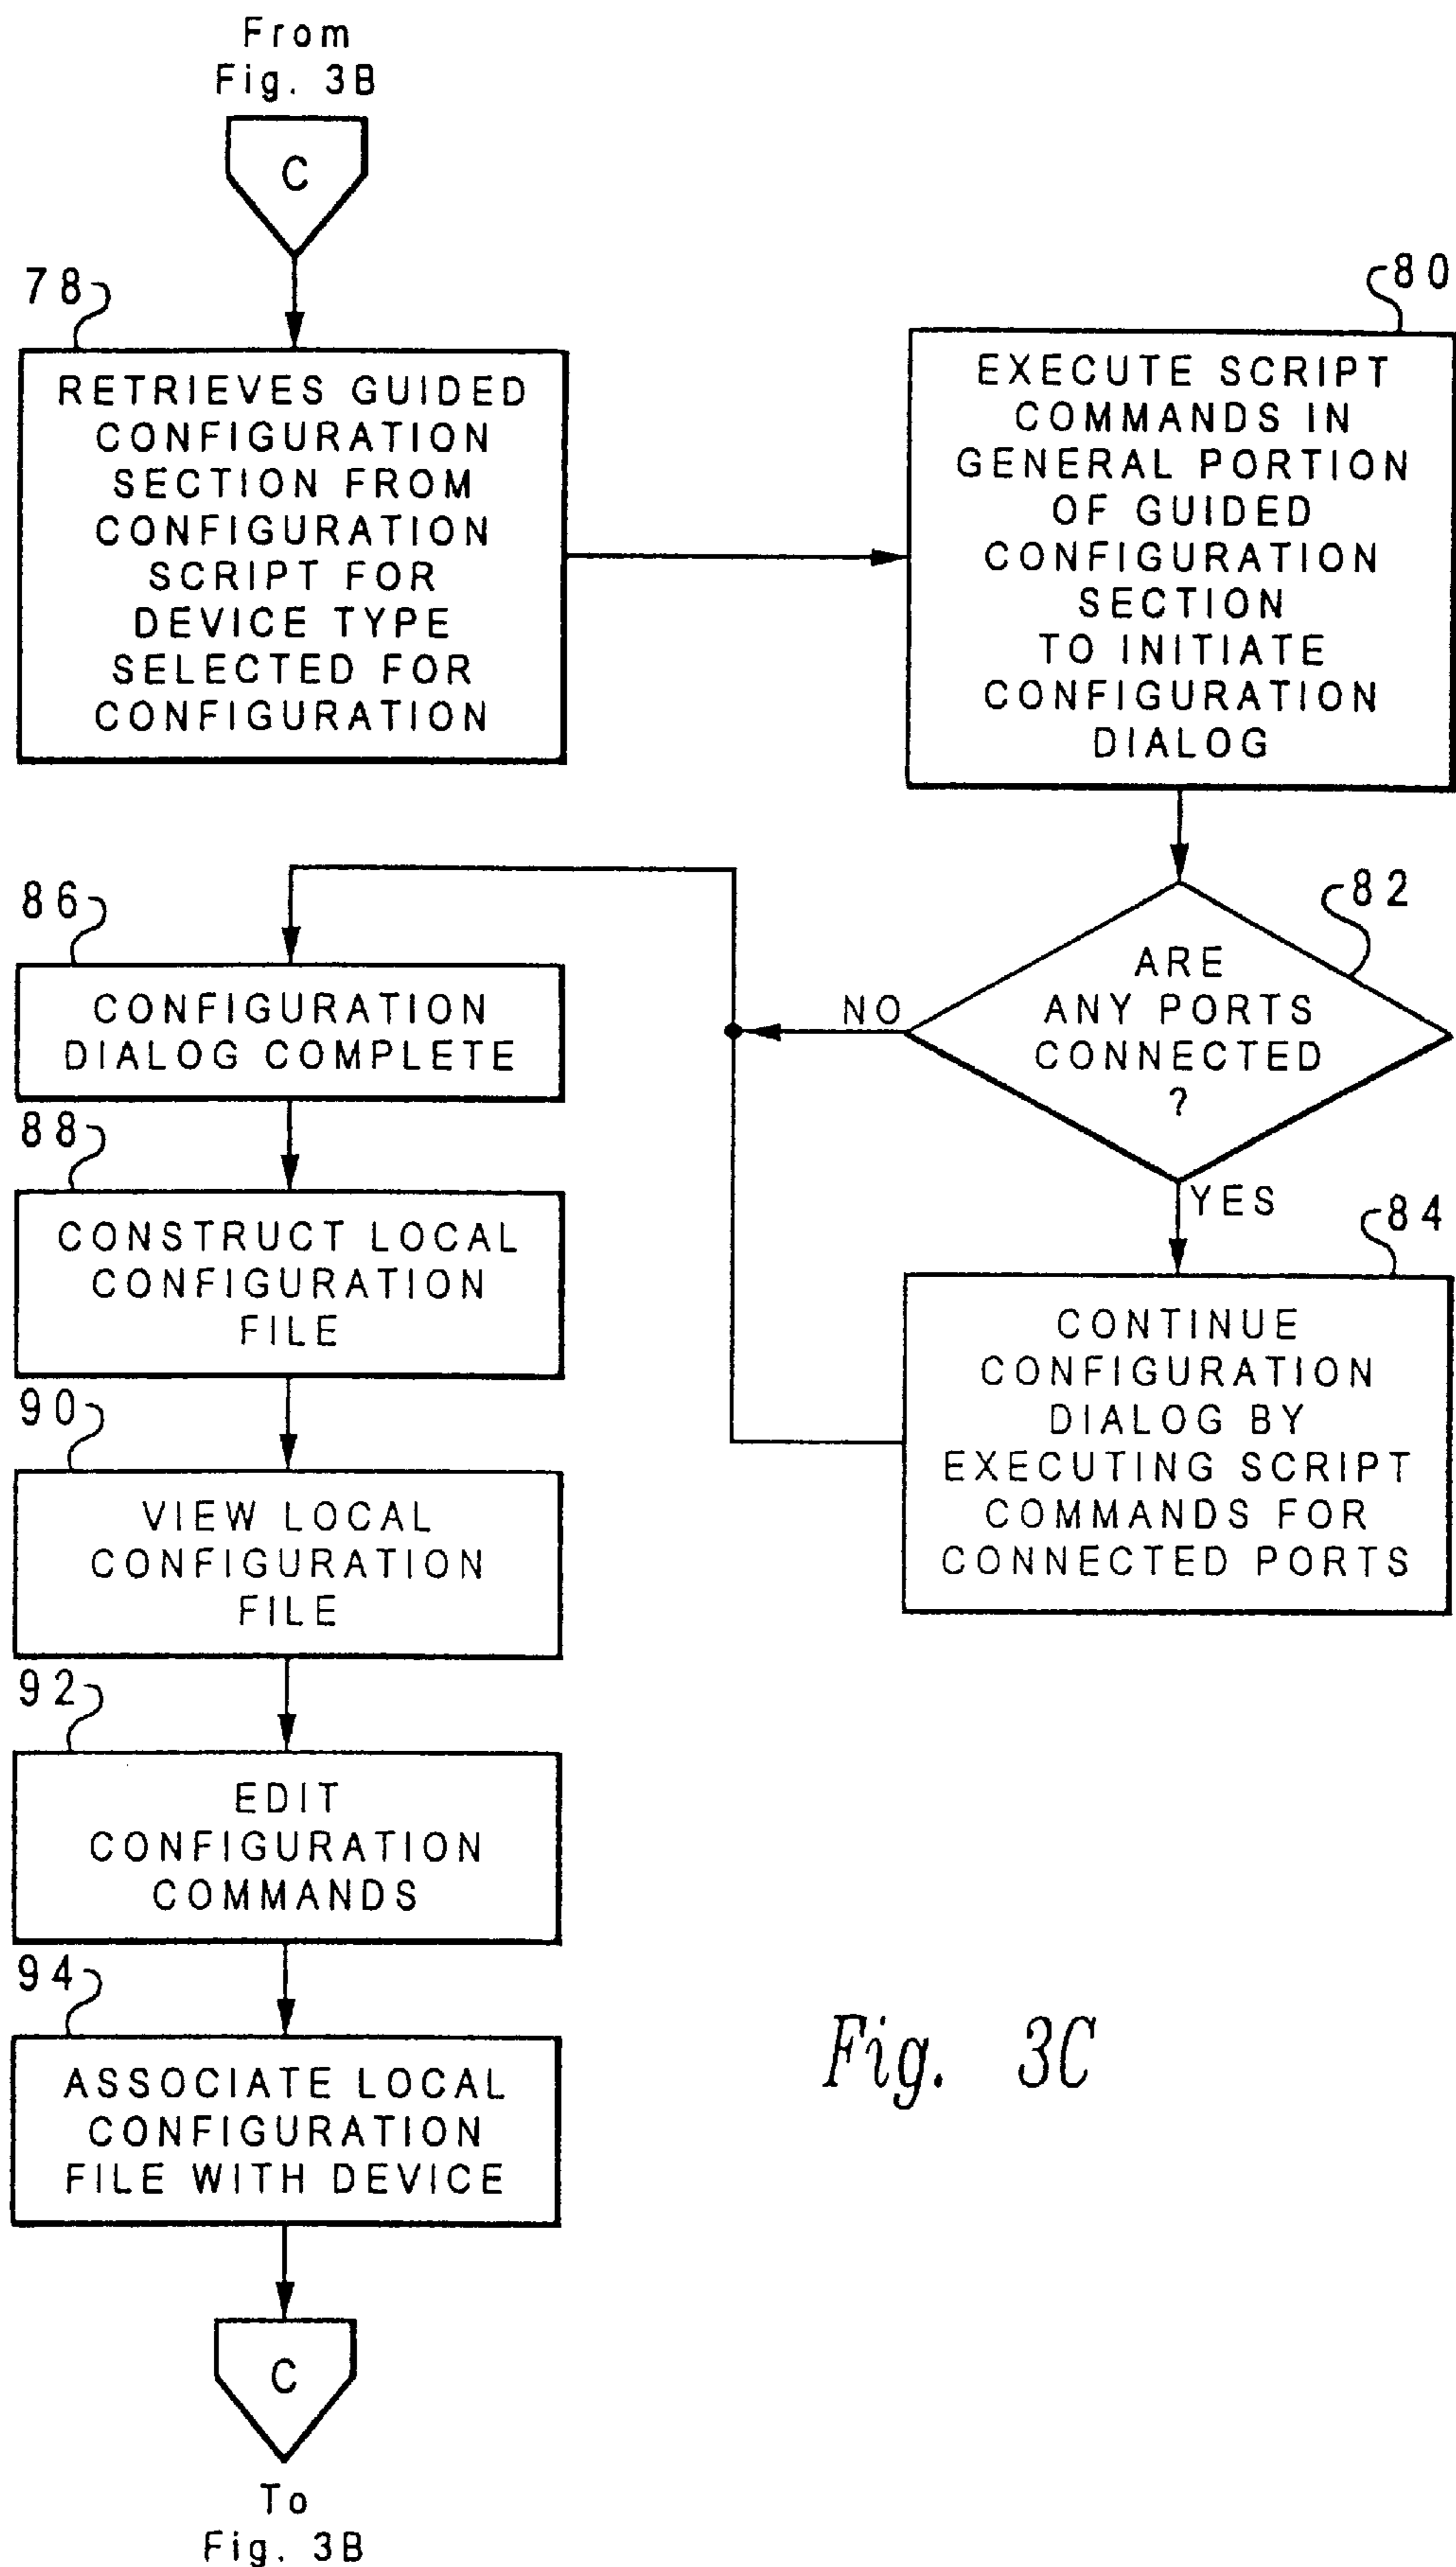 From
Fig. 3B
C
78
RETRIEVES GUIDED
CONFIGURATION
SECTION FROM
CONFIGURATION
SCRIPT FOR
DEVICE TYPE
SELECTED FOR
CONFIGURATION
80
EXECUTE SCRIPT
COMMANDS IN
GENERAL PORTION
OF GUIDED
CONFIGURATION
SECTION
TO INITIATE
CONFIGURATION
DIALOG
82
ARE
ANY PORTS
CONNECTED
?
NO
YES
84
CONTINUE
CONFIGURATION
DIALOG BY
EXECUTING SCRIPT
COMMANDS FOR
CONNECTED PORTS
86
CONFIGURATION
DIALOG COMPLETE
88
CONSTRUCT LOCAL
CONFIGURATION
FILE
90
VIEW LOCAL
CONFIGURATION
FILE
92
EDIT
CONFIGURATION
COMMANDS
94
ASSOCIATE LOCAL
CONFIGURATION
FILE WITH DEVICE
C
To
Fig. 3B
Fig. 3C